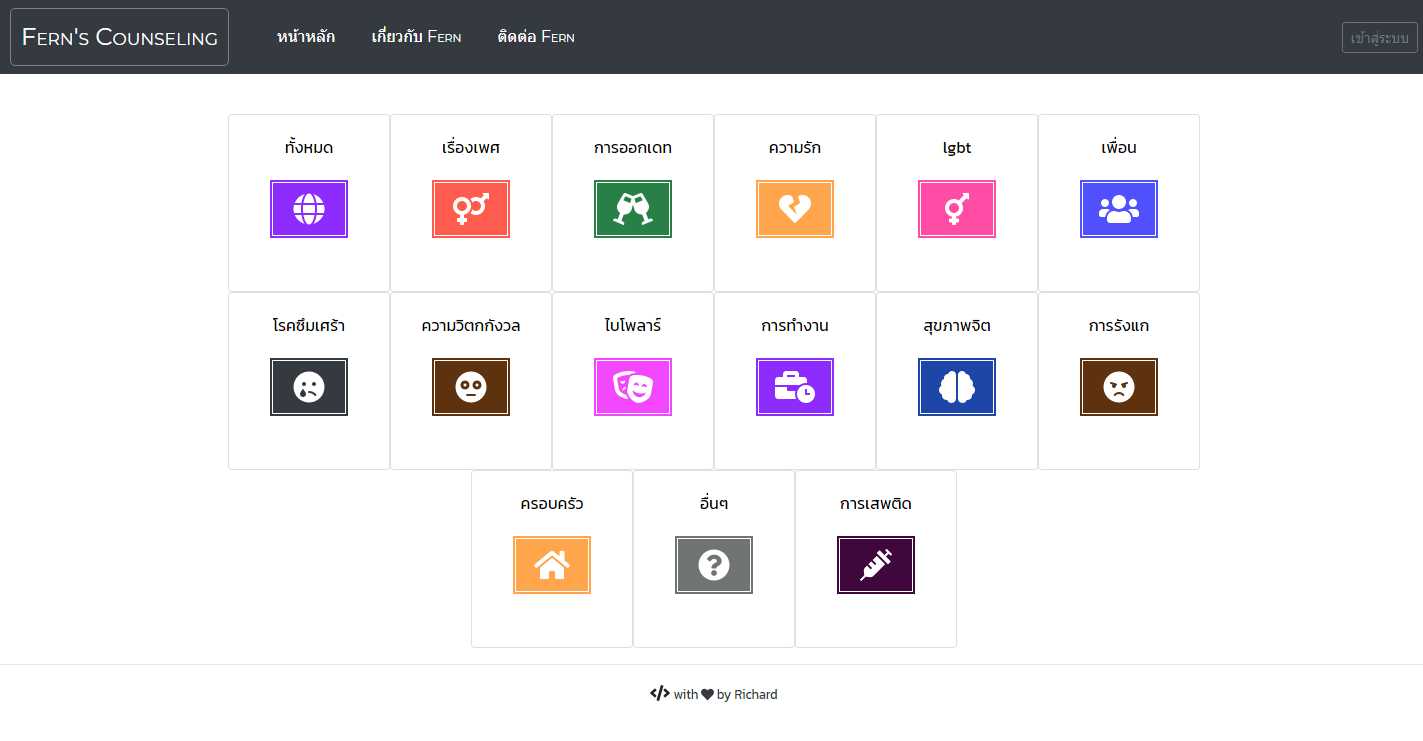 Fern's Counseling หน้าหลัก เกี่ยวกับ Fern ติดต่อ Fern เข้าสู่ระบบ
ทั้งหมด เรื่องเพศ การออกเดท ความรัก lgbt เพื่อน
โรคซึมเศร้า ความวิตกกังวล ไบโพลาร์ การทำงาน สุขภาพจิต การรังแก
ครอบครัว อื่นๆ การเสพติด
with by Richard